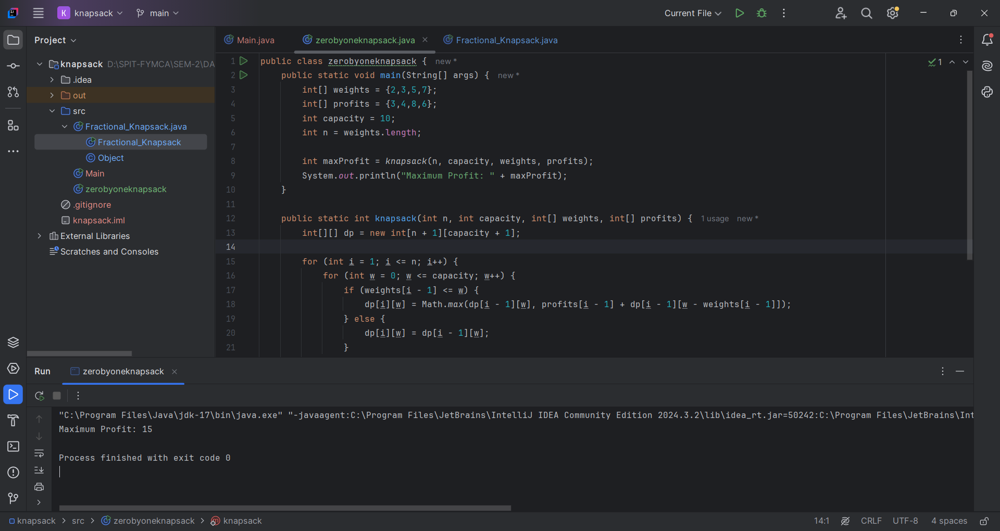 K knapsack main Current File
Project
Main.java zerobyoneknapsack.java Fractional_Knapsack.java
knapsack D:\SPIT-FYMCA\SEM-2\DA
.idea
out
src
Fractional_Knapsack.java
Fractional_Knapsack
Object
Main
zerobyoneknapsack
.gitignore
knapsack.iml
External Libraries
Scratches and Consoles
1 public class zerobyoneknapsack { new *
1
2 public static void main(String[] args) { new *
3 int[] weights = {2,3,5,7};
4 int[] profits = {3,4,8,6};
5 int capacity = 10;
6 int n = weights.length;
7
8 int maxProfit = knapsack(n, capacity, weights, profits);
9 System.out.println("Maximum Profit: " + maxProfit);
10 }
11
12 public static int knapsack(int n, int capacity, int[] weights, int[] profits) { 1 usage new *
13 int[][] dp = new int[n + 1][capacity + 1];
14
15 for (int i = 1; i <= n; i++) {
16 for (int w = 0; w <= capacity; w++) {
17 if (weights[i - 1] <= w) {
18 dp[i][w] = Math.max(dp[i - 1][w], profits[i - 1] + dp[i - 1][w - weights[i - 1]]);
19 } else {
20 dp[i][w] = dp[i - 1][w];
21 }
Run zerobyoneknapsack
"C:\Program Files\Java\jdk-17\bin\java.exe" "-javaagent:C:\Program Files\JetBrains\IntelliJ IDEA Community Edition 2024.3.2\lib\idea_rt.jar=50242:C:\Program Files\JetBrains\Int
Maximum Profit: 15
Process finished with exit code 0
knapsack > src > zerobyoneknapsack > knapsack 14:1 CRLF UTF-8 4 spaces